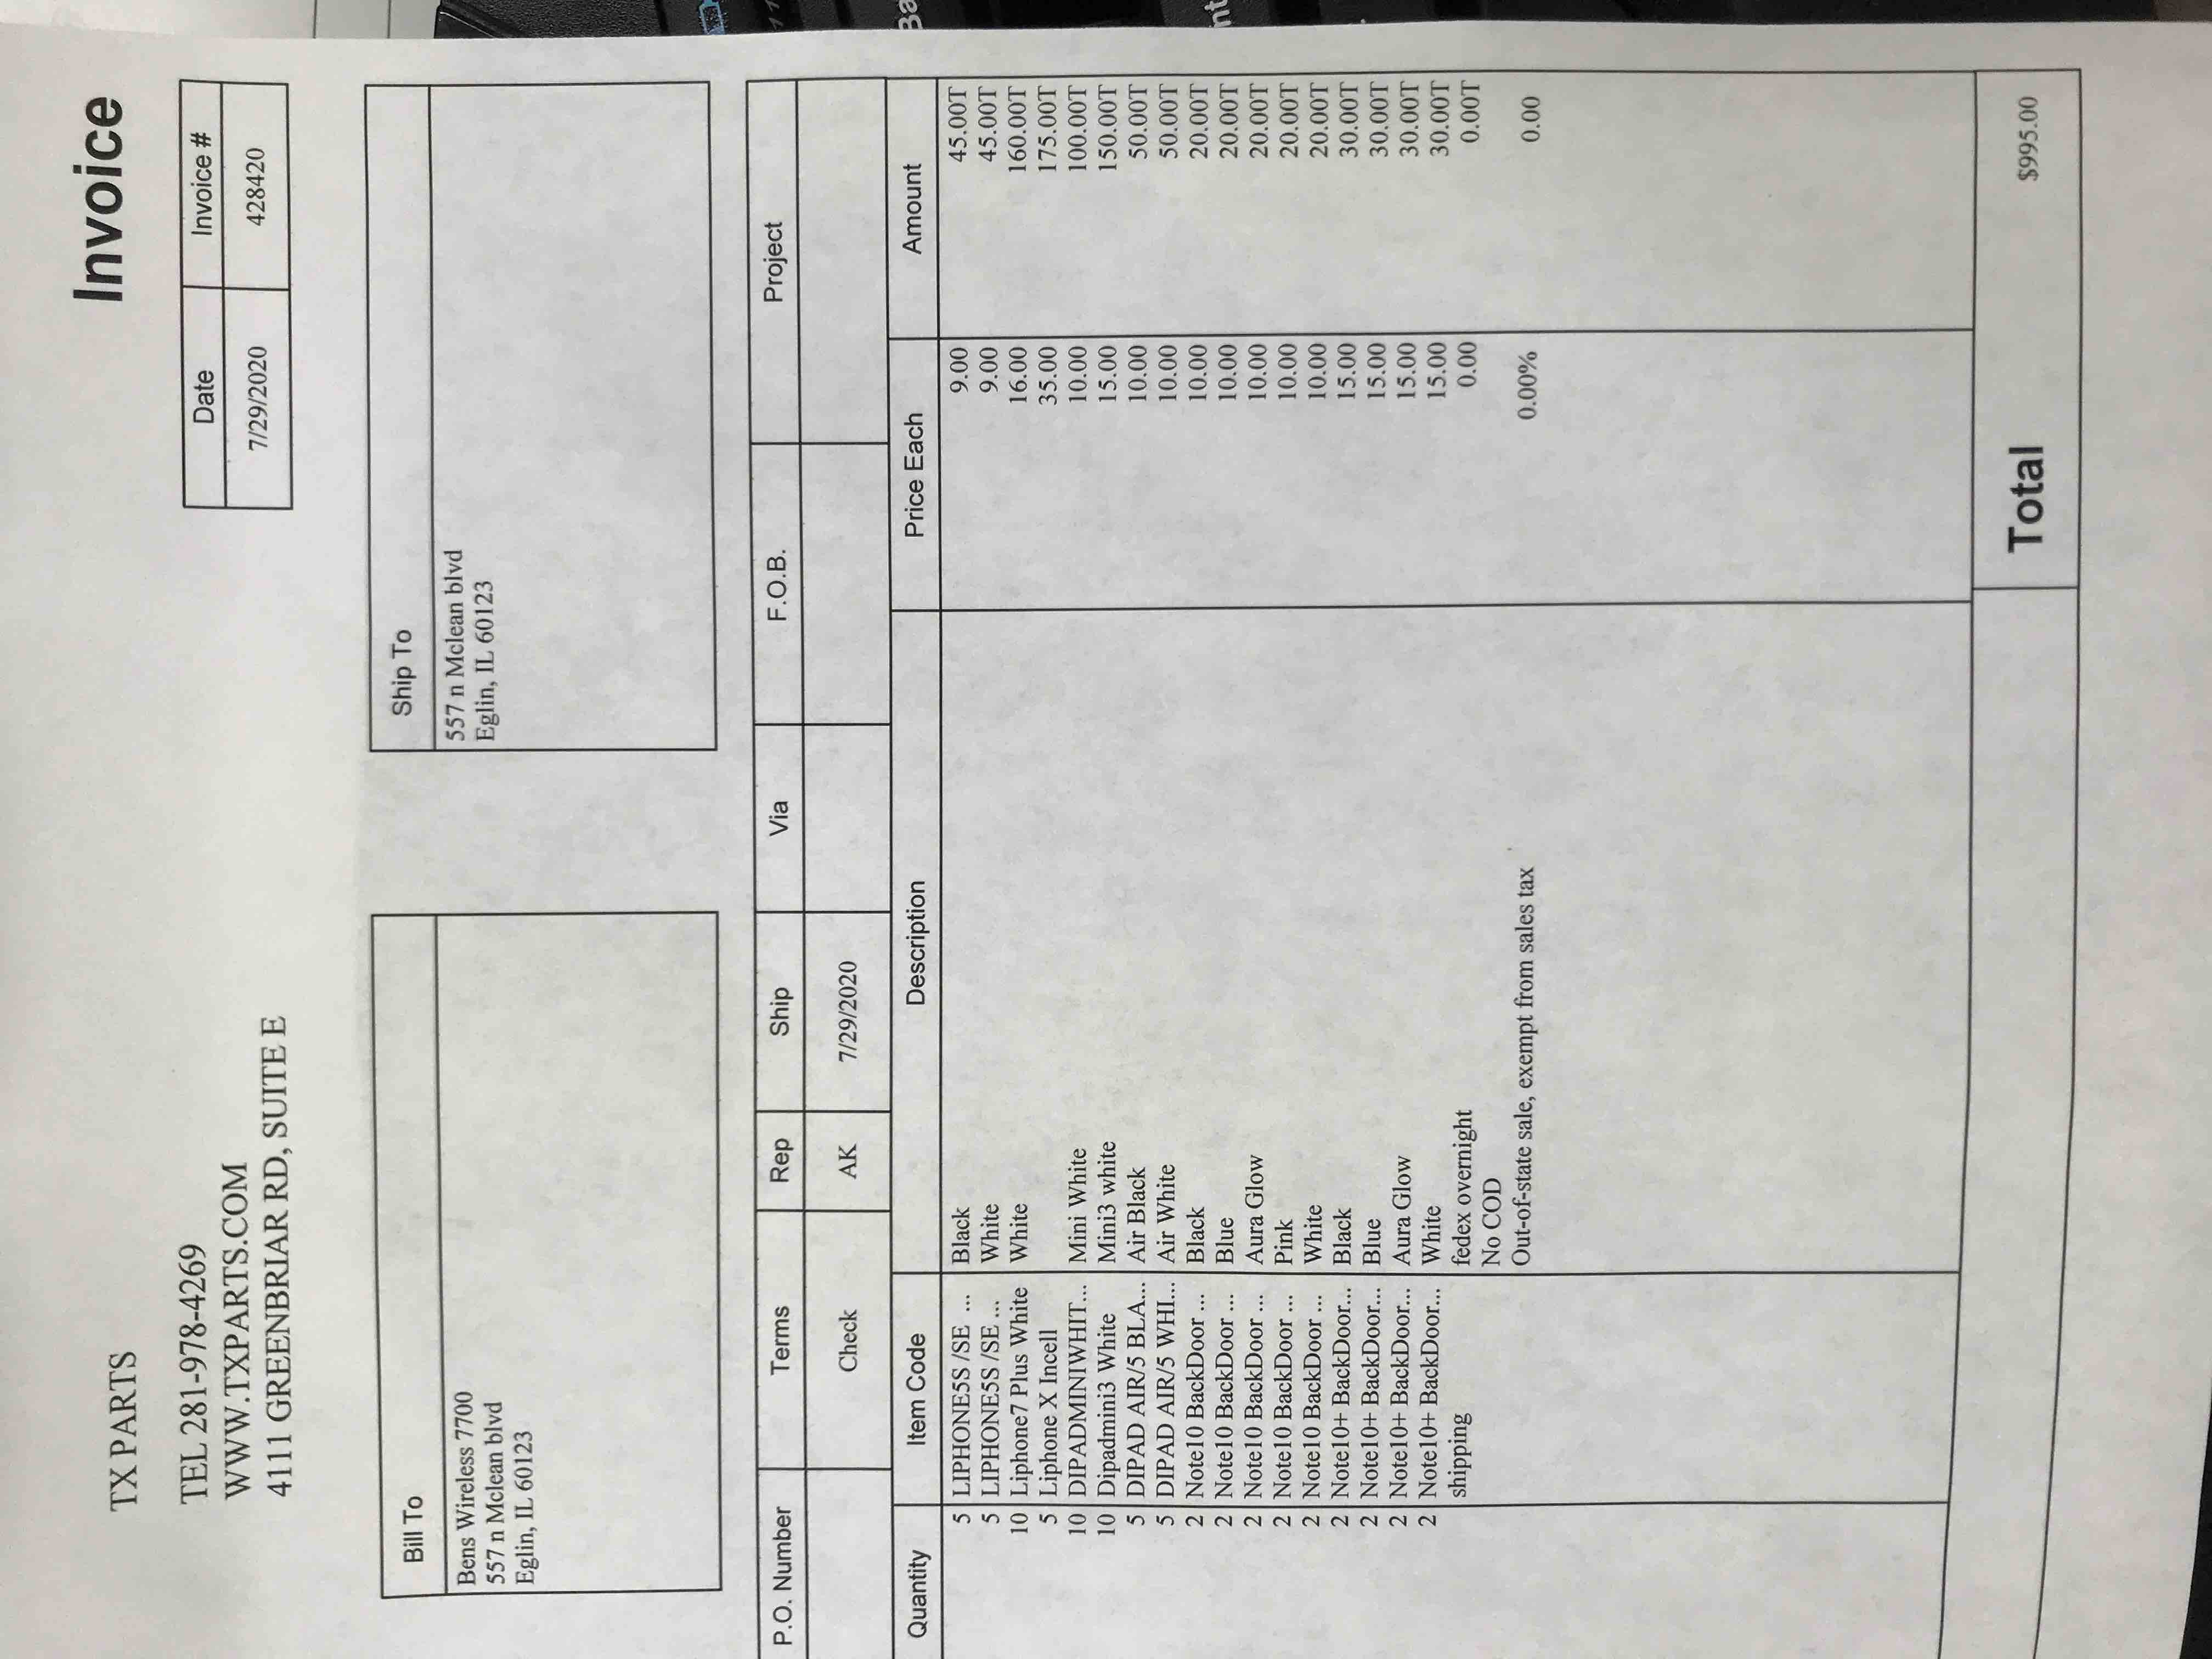 Invoice
TX PARTS
TEL 281-978-4269
WWW.TXPARTS.COM
4111 GREENBRIAR RD, SUITE E
Date Invoice #
7/29/2020 428420
Bill To
Bens Wireless 7700
557 n Mclean blvd
Eglin, IL 60123
Ship To
557 n Mclean blvd
Eglin, IL 60123
P.O. Number Terms Rep Ship Via F.O.B. Project
Check AK 7/29/2020
Quantity Item Code Description Price Each Amount
5 LIPHONE5S /SE ... Black 9.00 45.00T
5 LIPHONE5S /SE ... White 9.00 45.00T
10 Liphone7 Plus White White 16.00 160.00T
5 Liphone X Incell 35.00 175.00T
10 DIPADMINIWHIT... Mini White 10.00 100.00T
10 Dipadmini3 White Mini3 white 15.00 150.00T
5 DIPAD AIR/5 BLA... Air Black 10.00 50.00T
5 DIPAD AIR/5 WHI... Air White 10.00 50.00T
2 Note10 BackDoor ... Black 10.00 20.00T
2 Note10 BackDoor ... Blue 10.00 20.00T
2 Note10 BackDoor ... Aura Glow 10.00 20.00T
2 Note10 BackDoor ... Pink 10.00 20.00T
2 Note10 BackDoor ... White 10.00 20.00T
2 Note10+ BackDoor... Black 15.00 30.00T
2 Note10+ BackDoor... Blue 15.00 30.00T
2 Note10+ BackDoor... Aura Glow 15.00 30.00T
2 Note10+ BackDoor... White 15.00 30.00T
shipping fedex overnight 0.00 0.00T
No COD
Out-of-state sale, exempt from sales tax 0.00% 0.00
Total $995.00